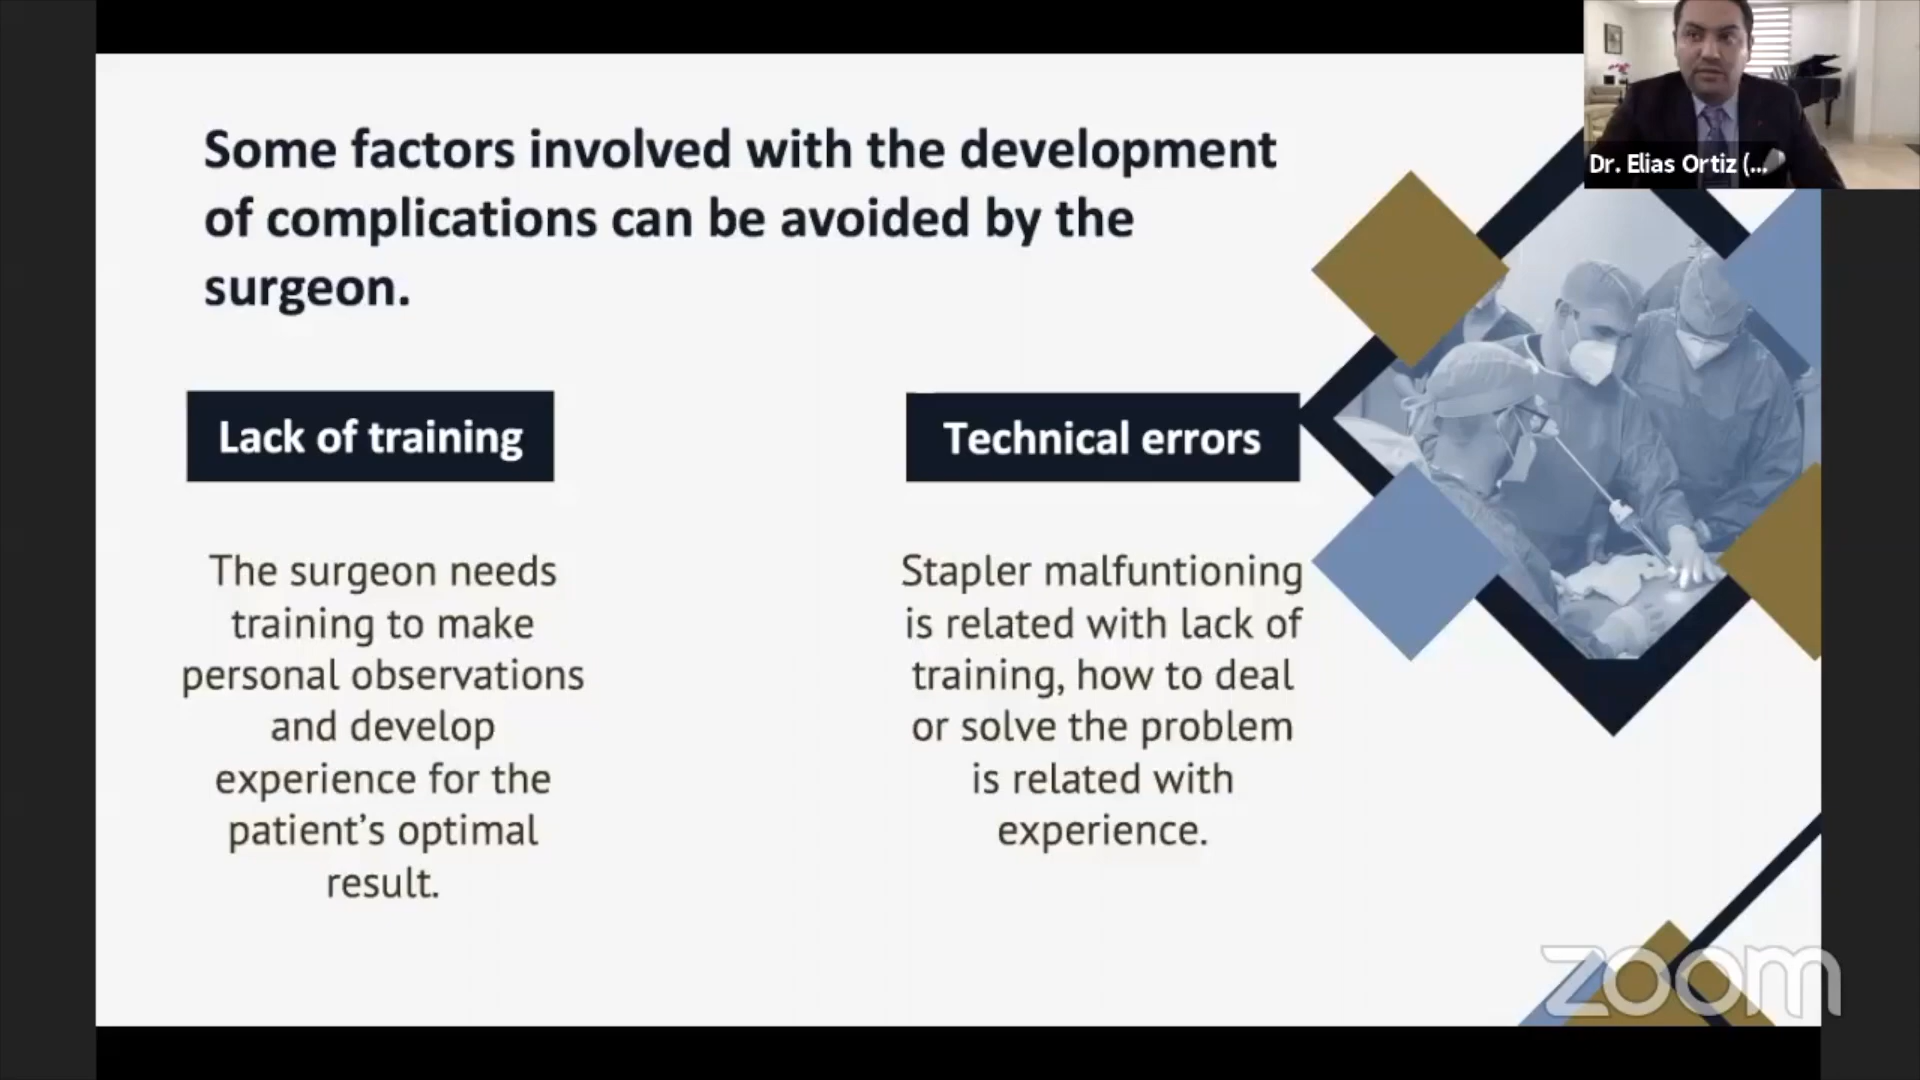 Some factors involved with the development
of complications can be avoided by the
surgeon.
Dr. Elias Ortiz (...
Lack of training
The surgeon needs
training to make
personal observations
and develop
experience for the
patient’s optimal
result.
Technical errors
Stapler malfuntioning
is related with lack of
training, how to deal
or solve the problem
is related with
experience.
zoom